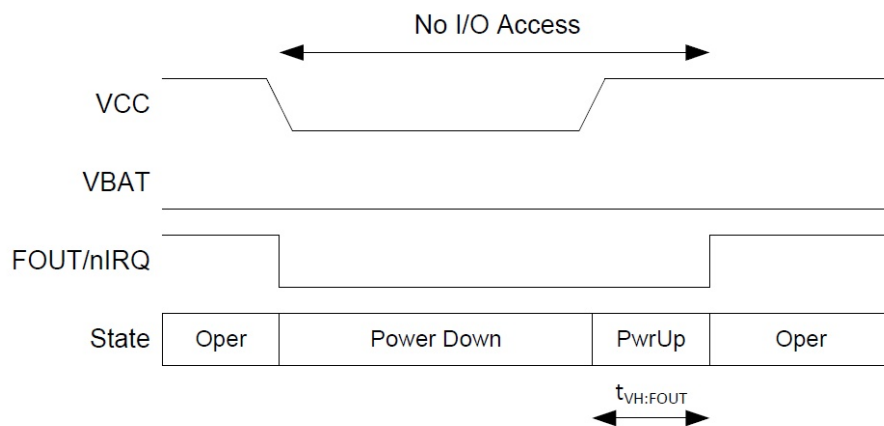 No I/O Access
VCC
VBAT
FOUT/nIRQ
State Oper Power Down PwrUp Oper
tVH:FOUT